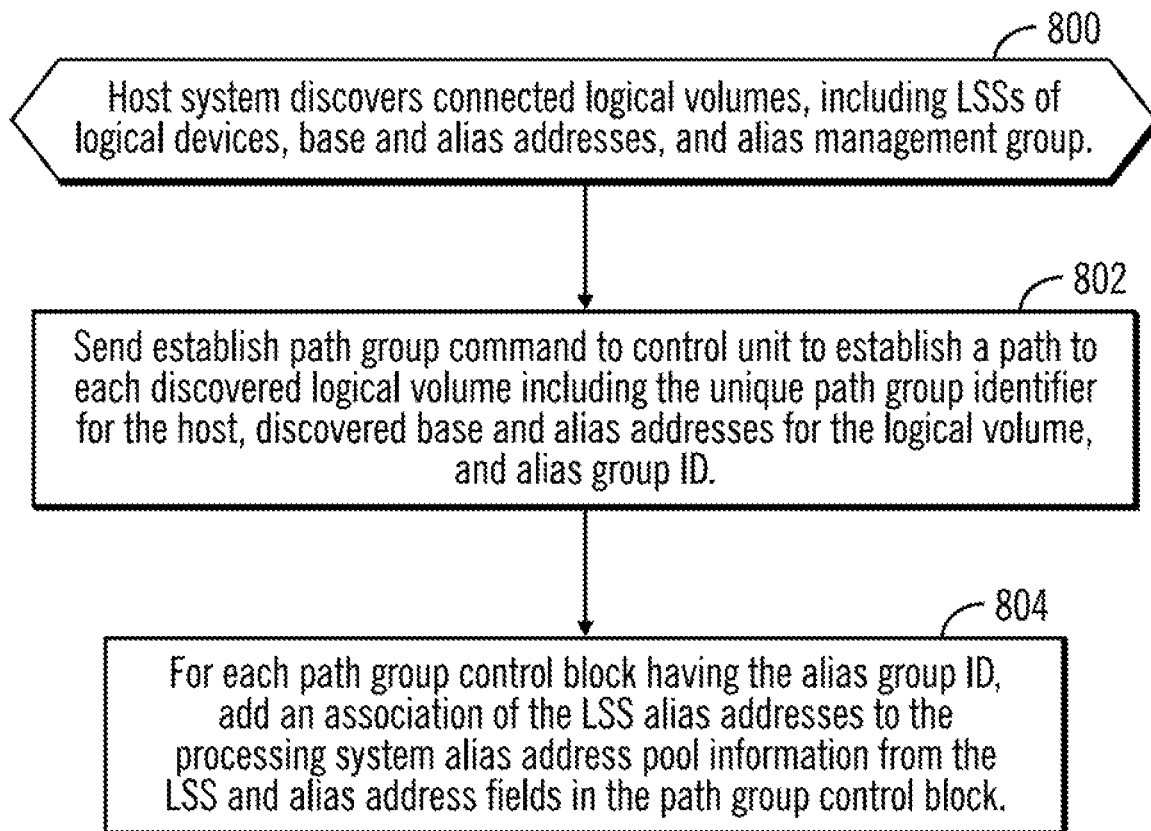 800
Host system discovers connected logical volumes, including LSSs of
logical devices, base and alias addresses, and alias management group.
802
Send establish path group command to control unit to establish a path to
each discovered logical volume including the unique path group identifier
for the host, discovered base and alias addresses for the logical volume,
and alias group ID.
804
For each path group control block having the alias group ID,
add an association of the LSS alias addresses to the
processing system alias address pool information from the
LSS and alias address fields in the path group control block.